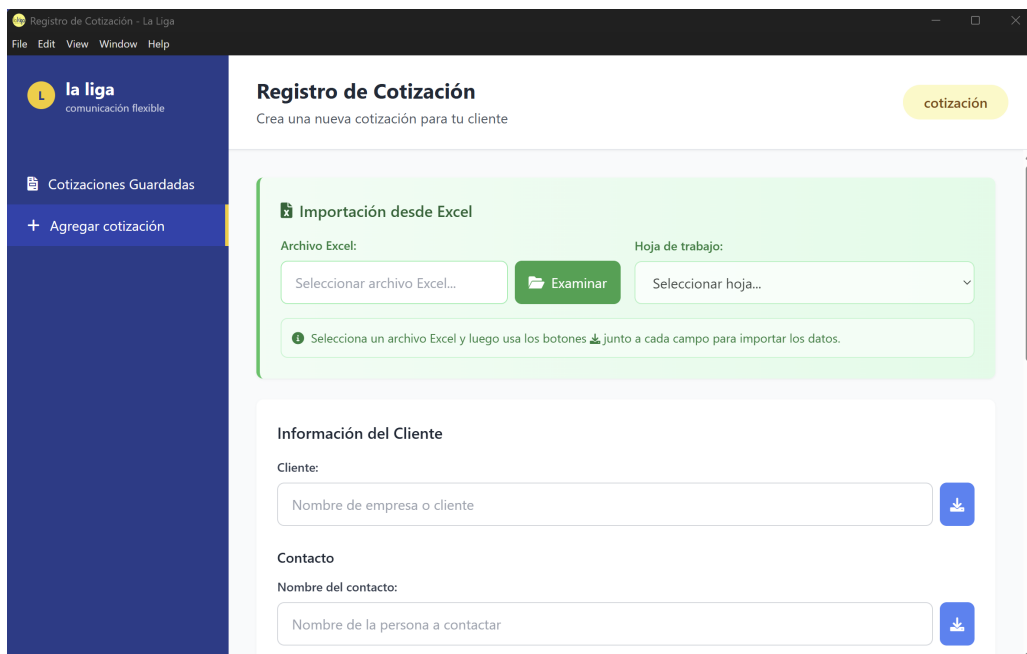 Registro de Cotización - La Liga
File Edit View Window Help
L
la liga
comunicación flexible
Cotizaciones Guardadas
Agregar cotización
Registro de Cotización
Crea una nueva cotización para tu cliente
cotización
Importación desde Excel
Archivo Excel:
Hoja de trabajo:
Seleccionar archivo Excel...
Examinar
Seleccionar hoja...
Selecciona un archivo Excel y luego usa los botones junto a cada campo para importar los datos.
Información del Cliente
Cliente:
Nombre de empresa o cliente
Contacto
Nombre del contacto:
Nombre de la persona a contactar